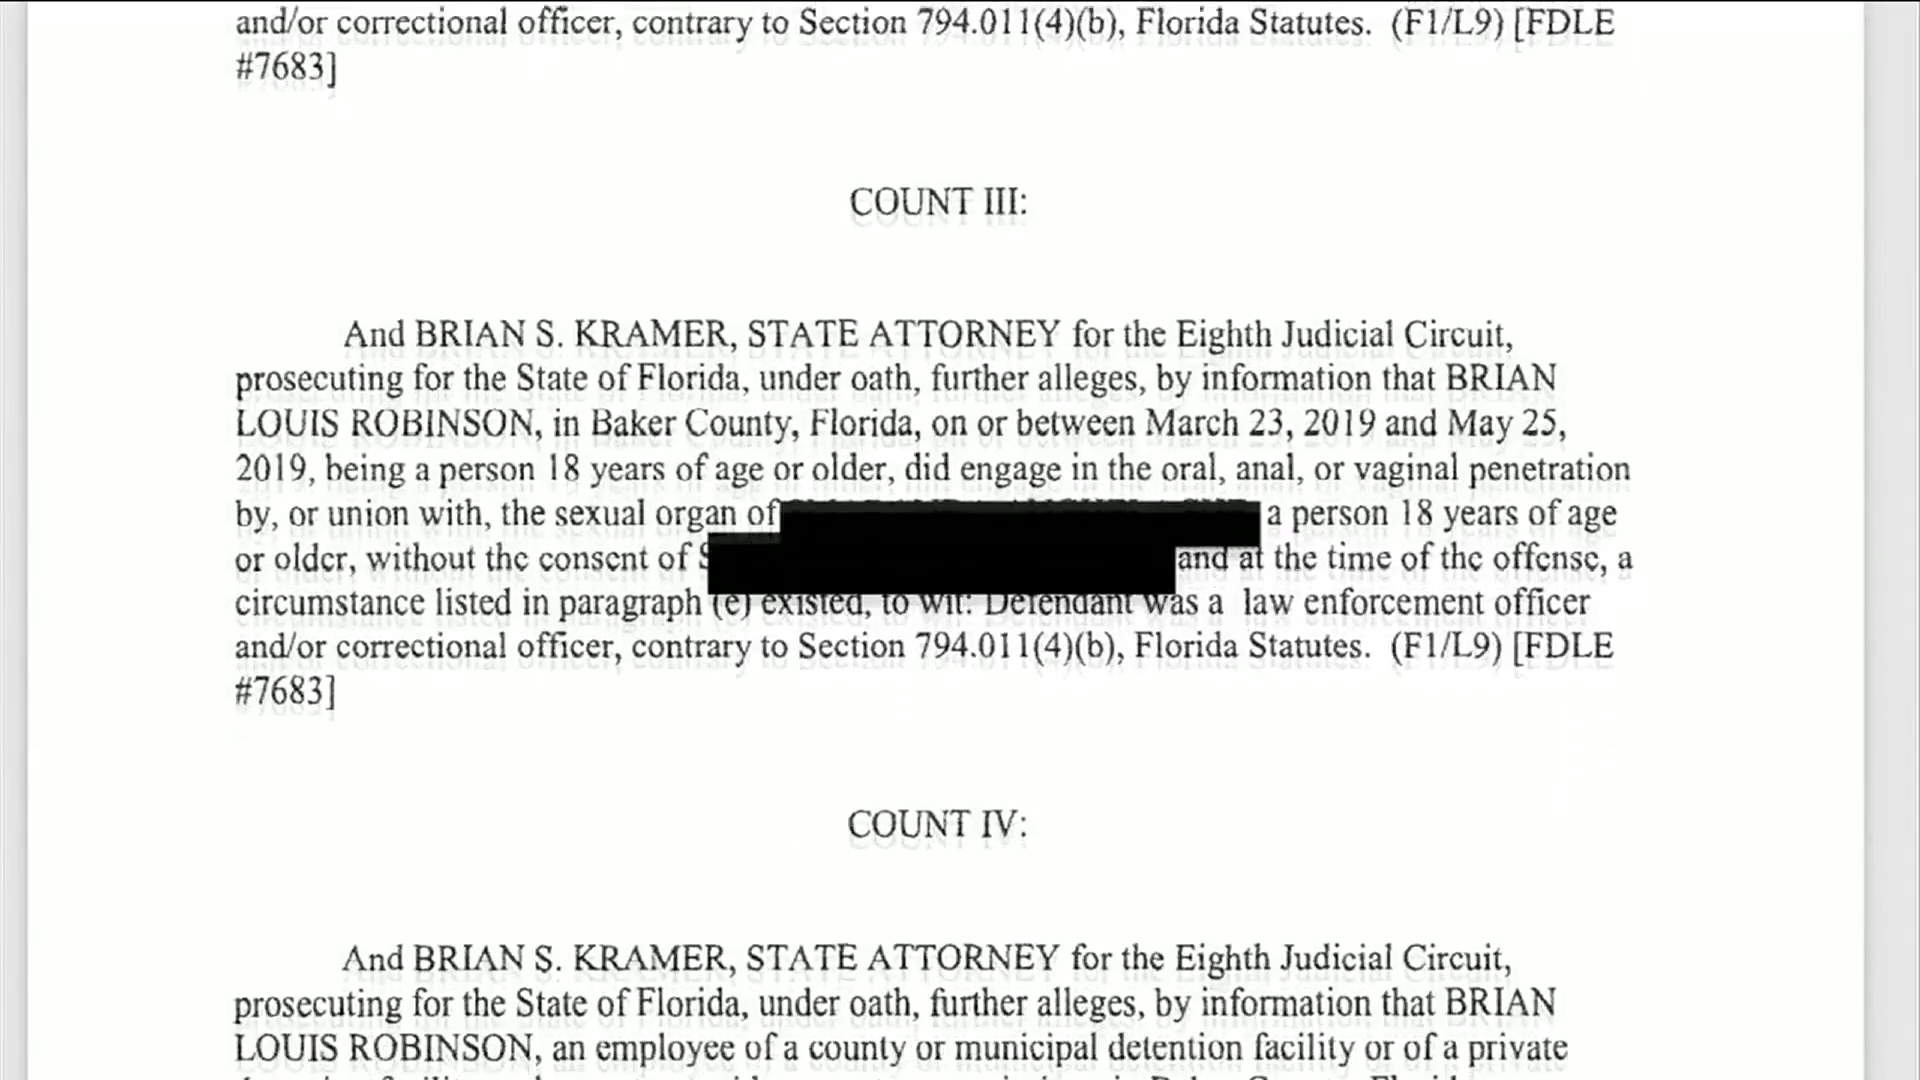 and/or correctional officer, contrary to Section 794.011(4)(b), Florida Statutes. (F1/L9) [FDLE
#7683]
COUNT III:
And BRIAN S. KRAMER, STATE ATTORNEY for the Eighth Judicial Circuit,
prosecuting for the State of Florida, under oath, further alleges, by information that BRIAN
LOUIS ROBINSON, in Baker County, Florida, on or between March 23, 2019 and May 25,
2019, being a person 18 years of age or older, did engage in the oral, anal, or vaginal penetration
by, or union with, the sexual organ of a person 18 years of age
or older, without the consent of and at the time of the offense, a
circumstance listed in paragraph (e) existed, to wit: Defendant was a law enforcement officer
and/or correctional officer, contrary to Section 794.011(4)(b), Florida Statutes. (F1/L9) [FDLE
#7683]
COUNT IV:
And BRIAN S. KRAMER, STATE ATTORNEY for the Eighth Judicial Circuit,
prosecuting for the State of Florida, under oath, further alleges, by information that BRIAN
LOUIS ROBINSON, an employee of a county or municipal detention facility or of a private